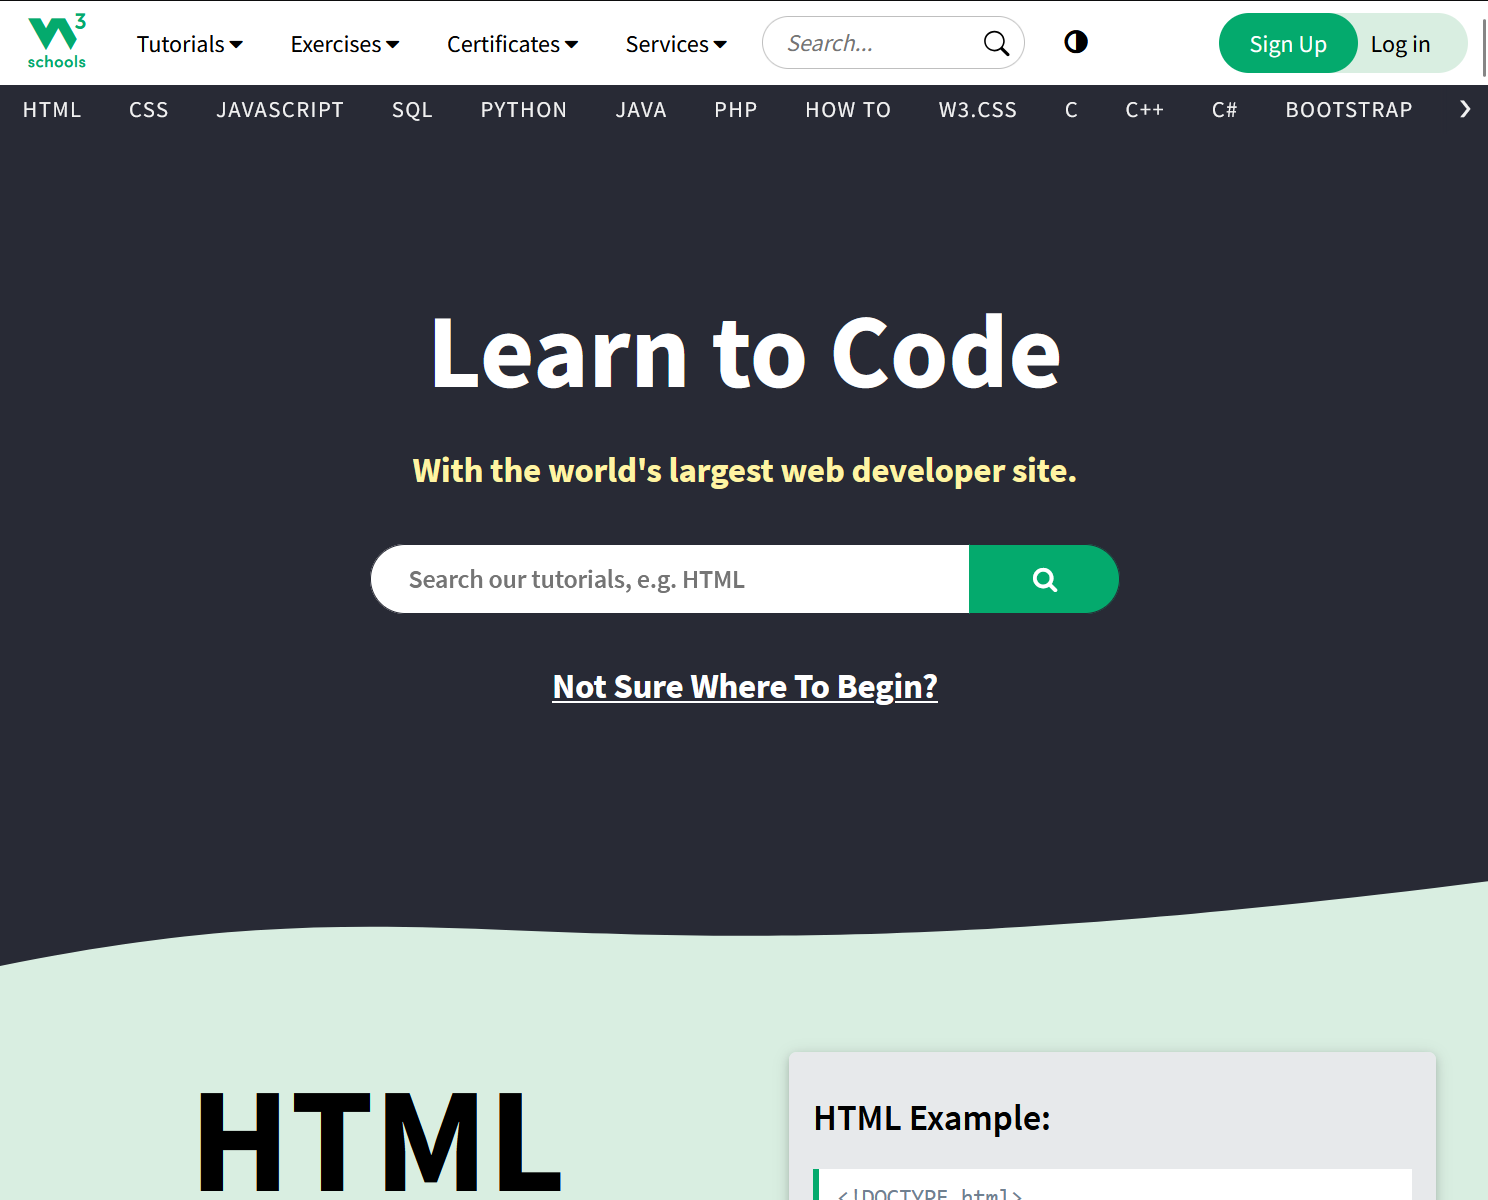 W3 schools Tutorials Exercises Certificates Services Search... Sign Up Log in
HTML CSS JAVASCRIPT SQL PYTHON JAVA PHP HOW TO W3.CSS C C++ C# BOOTSTRAP ❯
Learn to Code
With the world's largest web developer site.
Search our tutorials, e.g. HTML
Not Sure Where To Begin?
HTML
HTML Example:
<!DOCTYPE html>